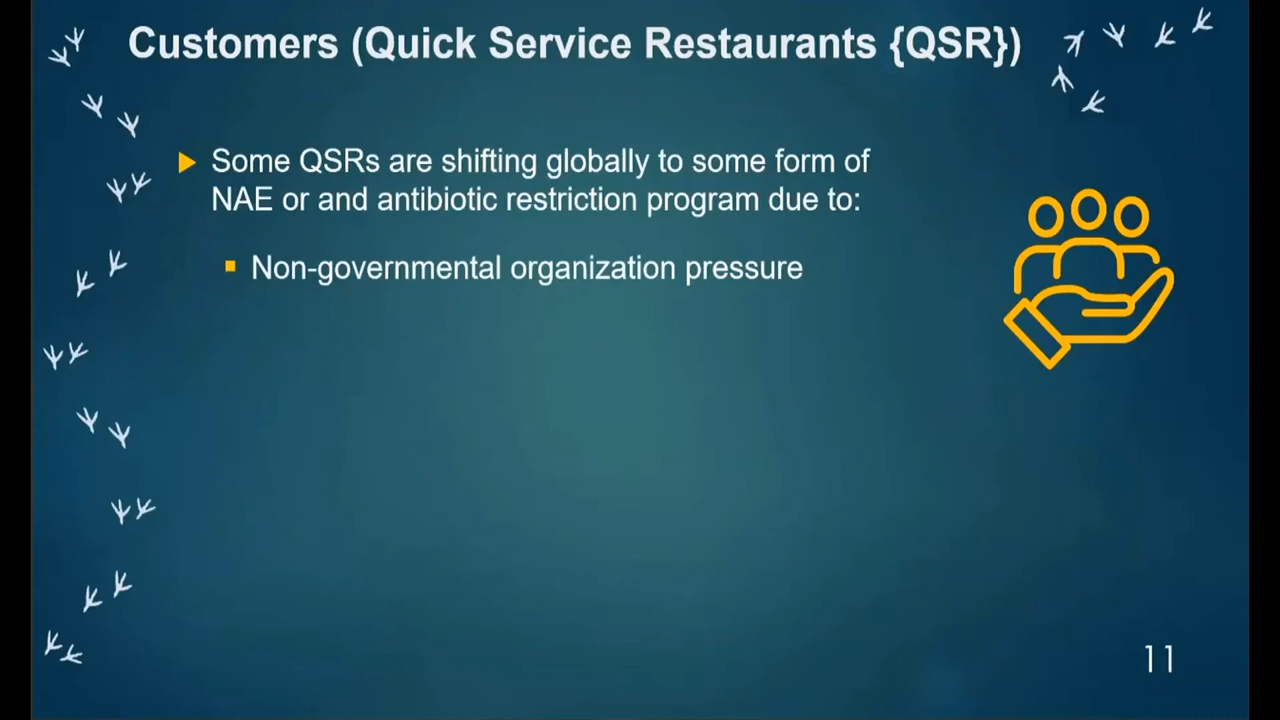 Customers (Quick Service Restaurants {QSR})
Some QSRs are shifting globally to some form of
NAE or and antibiotic restriction program due to:
Non-governmental organization pressure
11